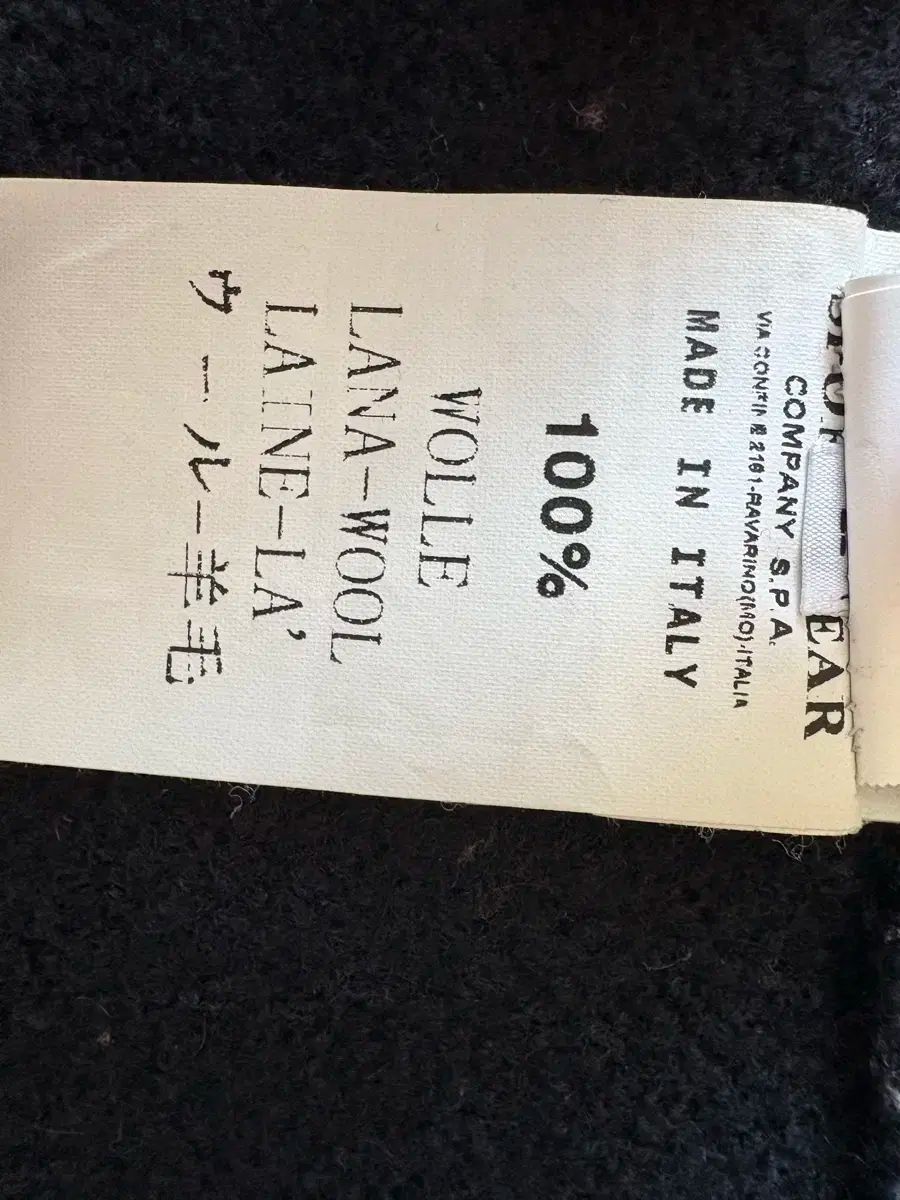 EAR
COMPANY S.P.A.
VIA CONFINE 2161-RAVARINO(MO)-ITALIA
MADE IN ITALY
100%
WOLLE
LANA-WOOL
LAINE-LA'
ウール-羊毛